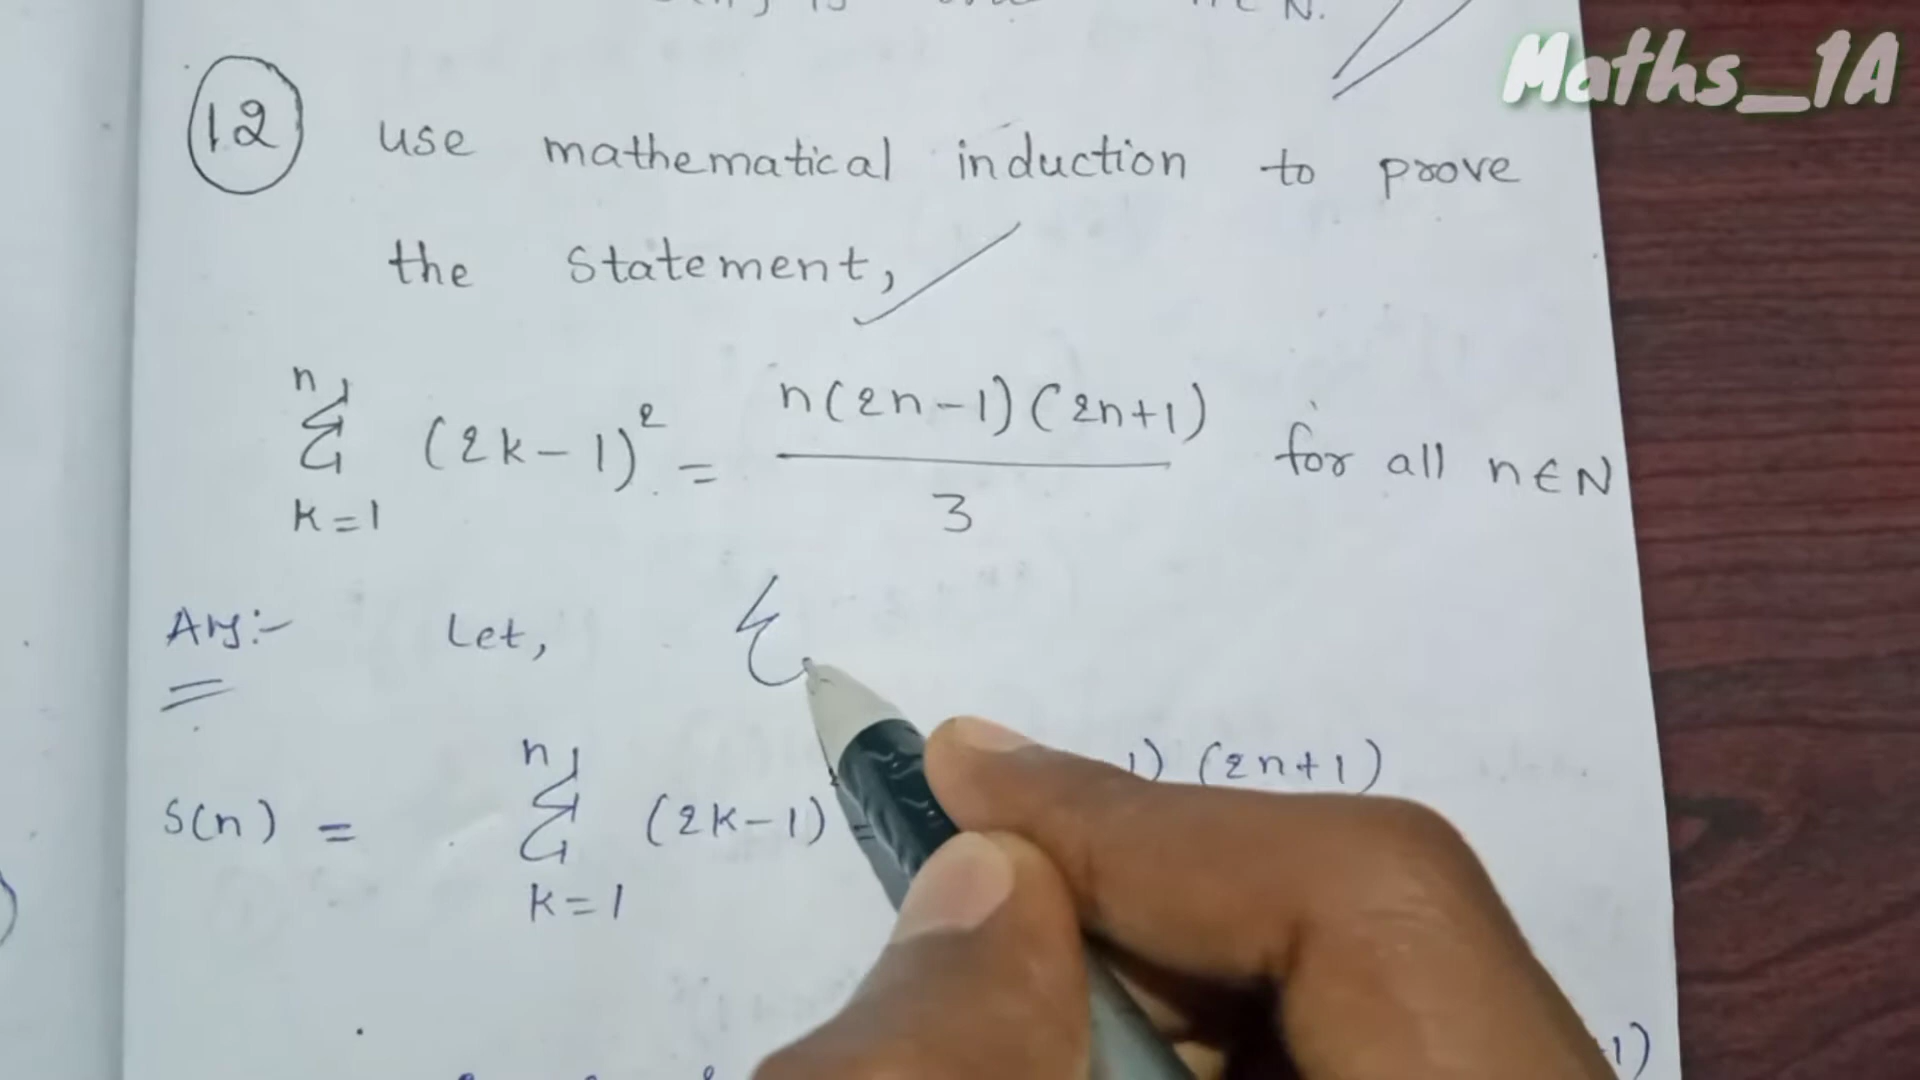 Maths_1A
12 use mathematical induction to prove
the statement,
n
∑ (2k-1)² = n(2n-1)(2n+1) / 3 for all n∈N
k=1
Ans:- Let, ∑
n
S(n) = ∑ (2k-1) = 1) (2n+1)
k=1